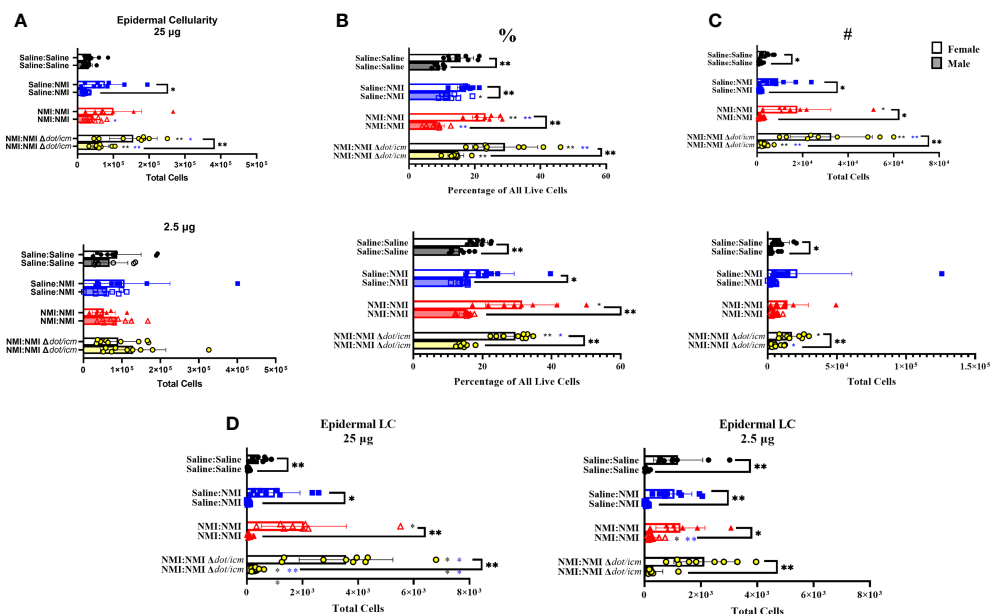 A
Epidermal Cellularity
25 µg
Saline:Saline
Saline:Saline
Saline:NMI
Saline:NMI
*
NMI:NMI
NMI:NMI
*
NMI:NMI Δdot/icm
NMI:NMI Δdot/icm
** *
** **
**
0 1×10⁵ 2×10⁵ 3×10⁵ 4×10⁵ 5×10⁵
Total Cells
2.5 µg
Saline:Saline
Saline:Saline
Saline:NMI
Saline:NMI
NMI:NMI
NMI:NMI
NMI:NMI Δdot/icm
NMI:NMI Δdot/icm
0 1×10⁵ 2×10⁵ 3×10⁵ 4×10⁵ 5×10⁵
Total Cells
B
%
Saline:Saline
Saline:Saline
**
Saline:NMI
Saline:NMI
*
**
NMI:NMI
NMI:NMI
** **
**
**
NMI:NMI Δdot/icm
NMI:NMI Δdot/icm
** **
**
**
0 20 40 60
Percentage of All Live Cells
Saline:Saline
Saline:Saline
**
Saline:NMI
Saline:NMI
*
NMI:NMI
NMI:NMI
*
**
NMI:NMI Δdot/icm
NMI:NMI Δdot/icm
** *
**
0 20 40 60
Percentage of All Live Cells
C
#
Female
Male
Saline:Saline
Saline:Saline
*
Saline:NMI
Saline:NMI
*
NMI:NMI
NMI:NMI
*
*
NMI:NMI Δdot/icm
NMI:NMI Δdot/icm
** **
** **
**
0 2×10⁴ 4×10⁴ 6×10⁴ 8×10⁴
Total Cells
Saline:Saline
Saline:Saline
*
Saline:NMI
Saline:NMI
NMI:NMI
NMI:NMI
NMI:NMI Δdot/icm
NMI:NMI Δdot/icm
*
*
**
0 5×10⁴ 1×10⁵ 1.5×10⁵
Total Cells
D
Epidermal LC
25 µg
Saline:Saline
Saline:Saline
**
Saline:NMI
Saline:NMI
*
NMI:NMI
NMI:NMI
*
**
NMI:NMI Δdot/icm
NMI:NMI Δdot/icm
* *
* **
* *
**
*
0 2×10³ 4×10³ 6×10³ 8×10³
Total Cells
Epidermal LC
2.5 µg
Saline:Saline
Saline:Saline
**
Saline:NMI
Saline:NMI
**
NMI:NMI
NMI:NMI
* **
*
NMI:NMI Δdot/icm
NMI:NMI Δdot/icm
**
0 2×10³ 4×10³ 6×10³ 8×10³
Total Cells